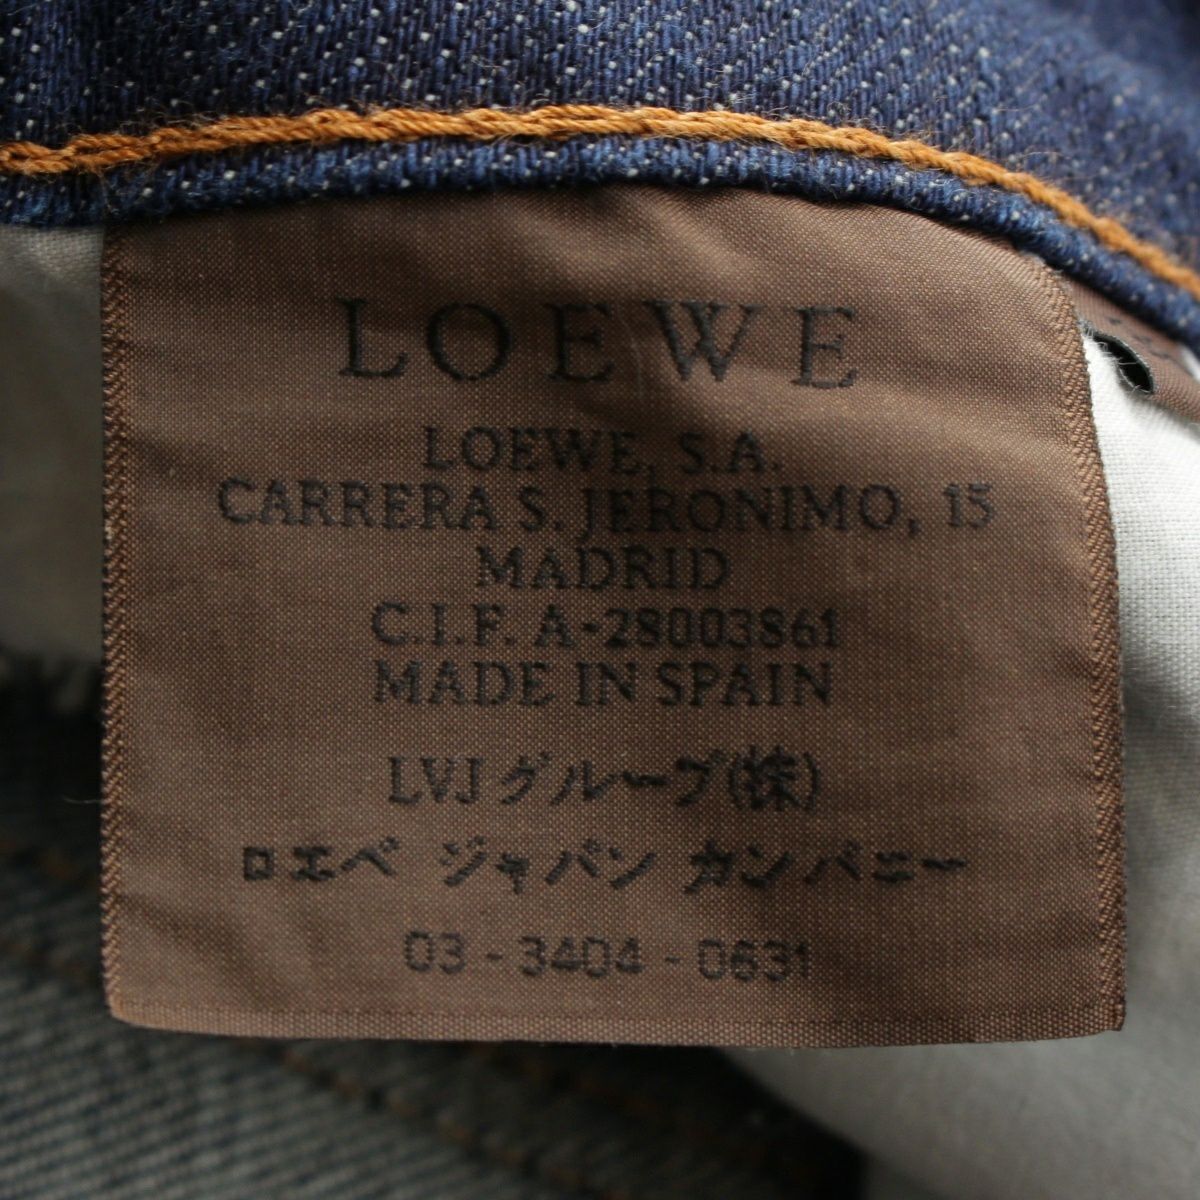 LOEWE
LOEWE, S.A.
CARRERA S. JERONIMO, 15
MADRID
C.I.F. A-28003861
MADE IN SPAIN
LVJグループ(株)
ロエベ ジャパン カンパニー
03-3404-0631